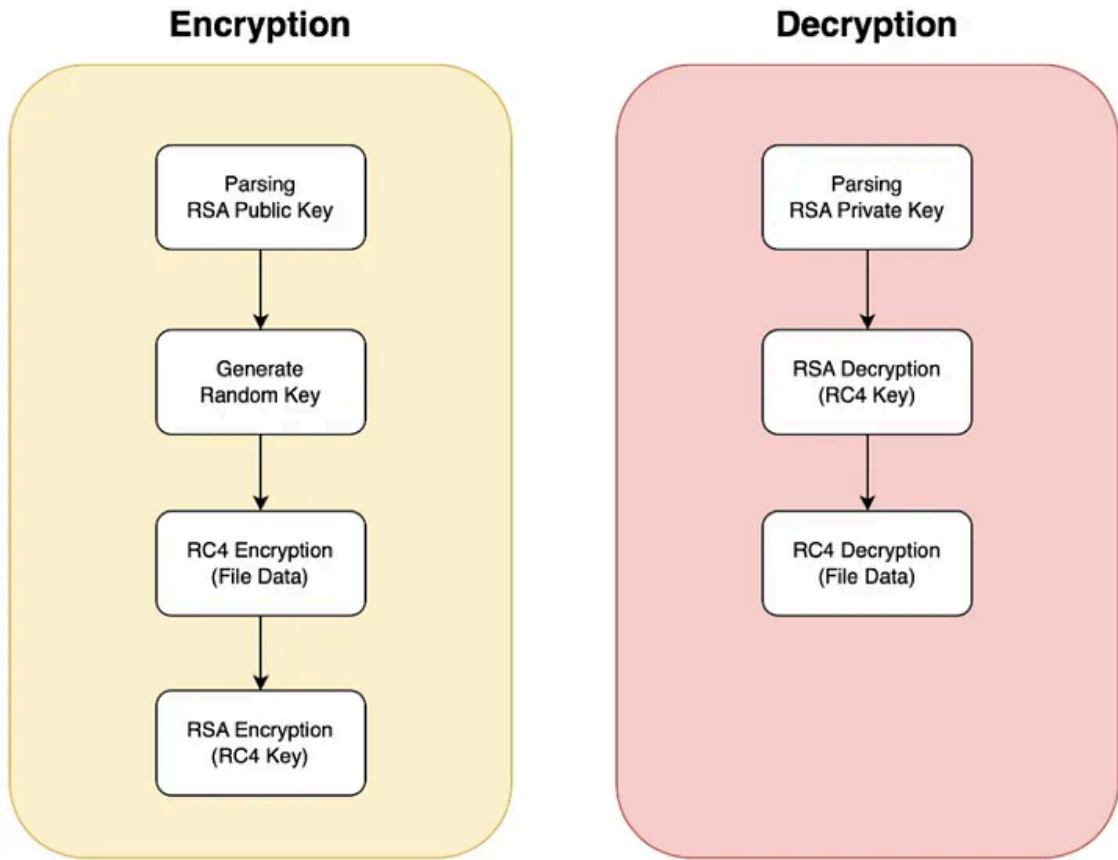 Encryption
Parsing
RSA Public Key
Generate
Random Key
RC4 Encryption
(File Data)
RSA Encryption
(RC4 Key)
Decryption
Parsing
RSA Private Key
RSA Decryption
(RC4 Key)
RC4 Decryption
(File Data)